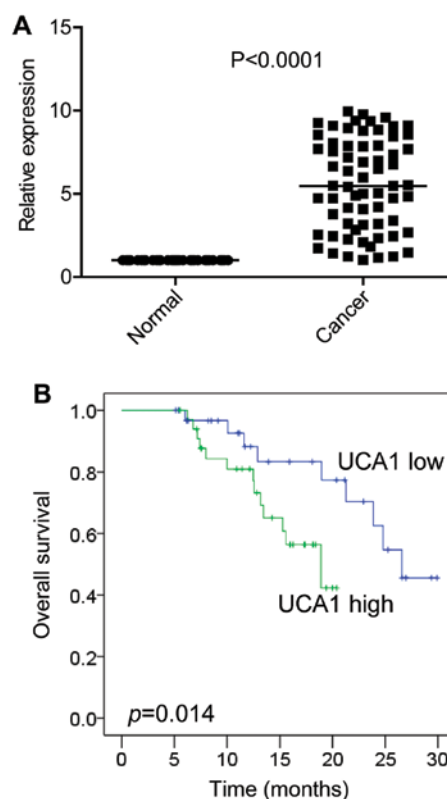 A
15
P<0.0001
10
Relative expression
5
0
Normal
Cancer
B
1.0
UCA1 low
0.8
0.6
Overall survival
0.4
UCA1 high
0.2
p=0.014
0.0
0 5 10 15 20 25 30
Time (months)